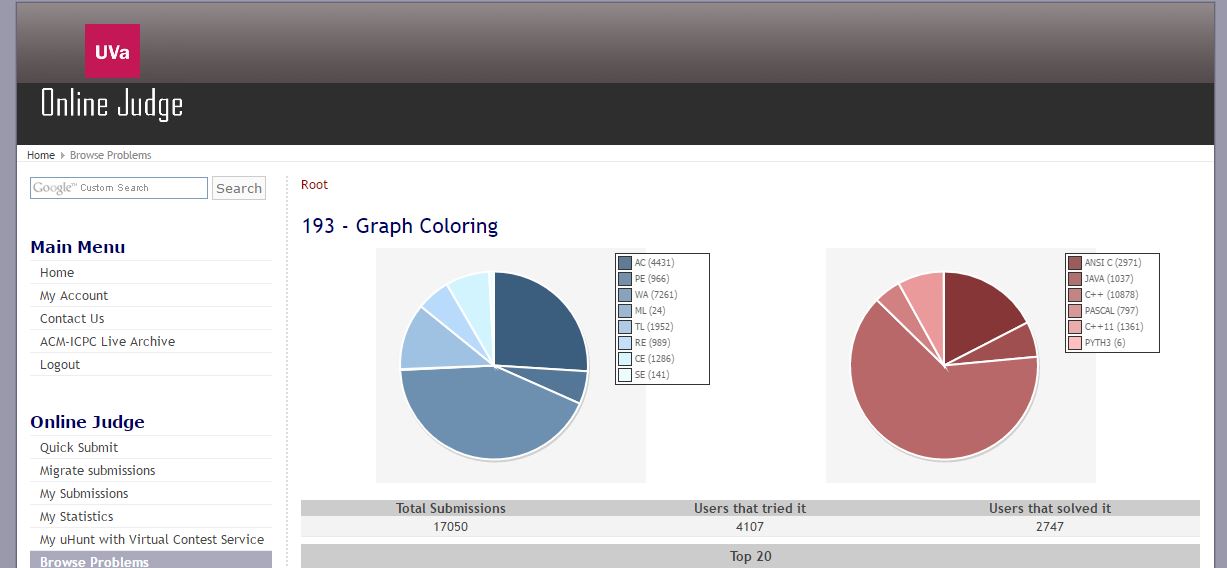 UVa
Online Judge
Home Browse Problems
Google™ Custom Search Search
Main Menu
Home
My Account
Contact Us
ACM-ICPC Live Archive
Logout
Online Judge
Quick Submit
Migrate submissions
My Submissions
My Statistics
My uHunt with Virtual Contest Service
Browse Problems
Root
193 - Graph Coloring
AC (4431)
PE (966)
WA (7261)
ML (24)
TL (1952)
RE (989)
CE (1286)
SE (141)
ANSI C (2971)
JAVA (1037)
C++ (10878)
PASCAL (797)
C++11 (1361)
PYTH3 (6)
Total Submissions Users that tried it Users that solved it
17050 4107 2747
Top 20